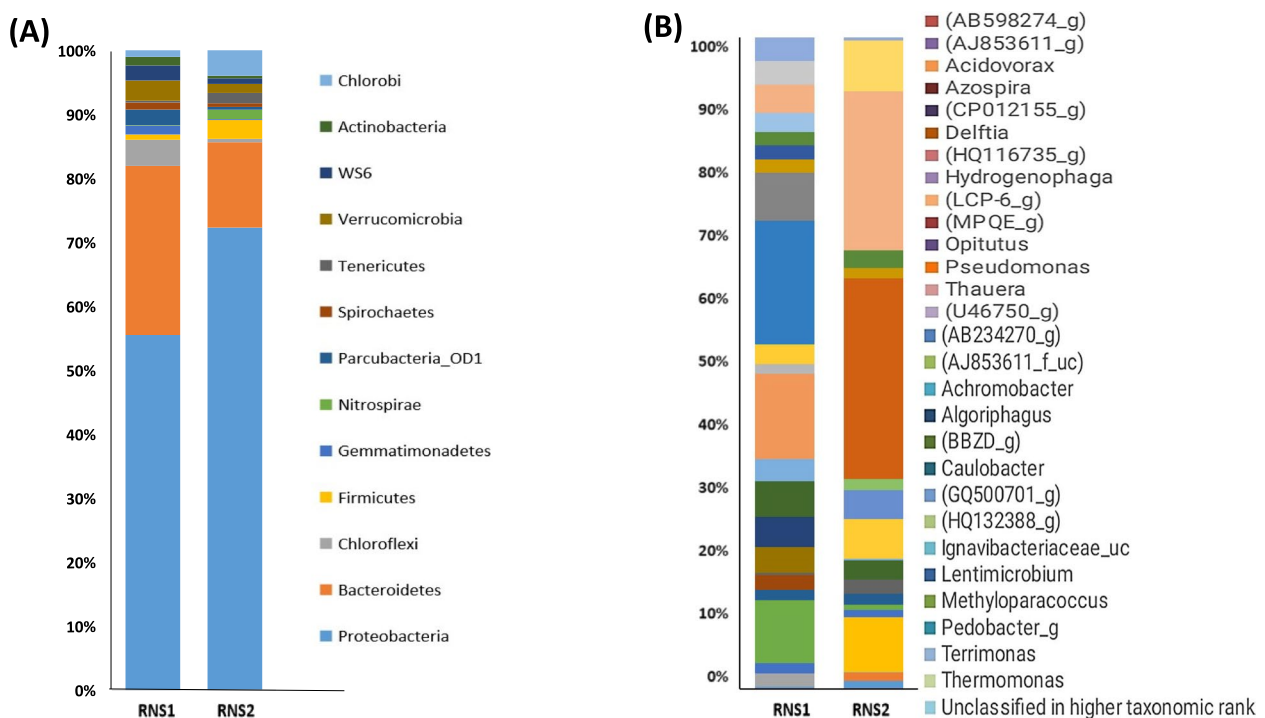 (A)
100%
90%
80%
70%
60%
50%
40%
30%
20%
10%
0%
RNS1 RNS2
Chlorobi
Actinobacteria
WS6
Verrucomicrobia
Tenericutes
Spirochaetes
Parcubacteria_OD1
Nitrospirae
Gemmatimonadetes
Firmicutes
Chloroflexi
Bacteroidetes
Proteobacteria
(B)
100%
90%
80%
70%
60%
50%
40%
30%
20%
10%
0%
RNS1 RNS2
(AB598274_g)
(AJ853611_g)
Acidovorax
Azospira
(CP012155_g)
Delftia
(HQ116735_g)
Hydrogenophaga
(LCP-6_g)
(MPQE_g)
Opitutus
Pseudomonas
Thauera
(U46750_g)
(AB234270_g)
(AJ853611_f_uc)
Achromobacter
Algoriphagus
(BBZD_g)
Caulobacter
(GQ500701_g)
(HQ132388_g)
Ignavibacteriaceae_uc
Lentimicrobium
Methyloparacoccus
Pedobacter_g
Terrimonas
Thermomonas
Unclassified in higher taxonomic rank